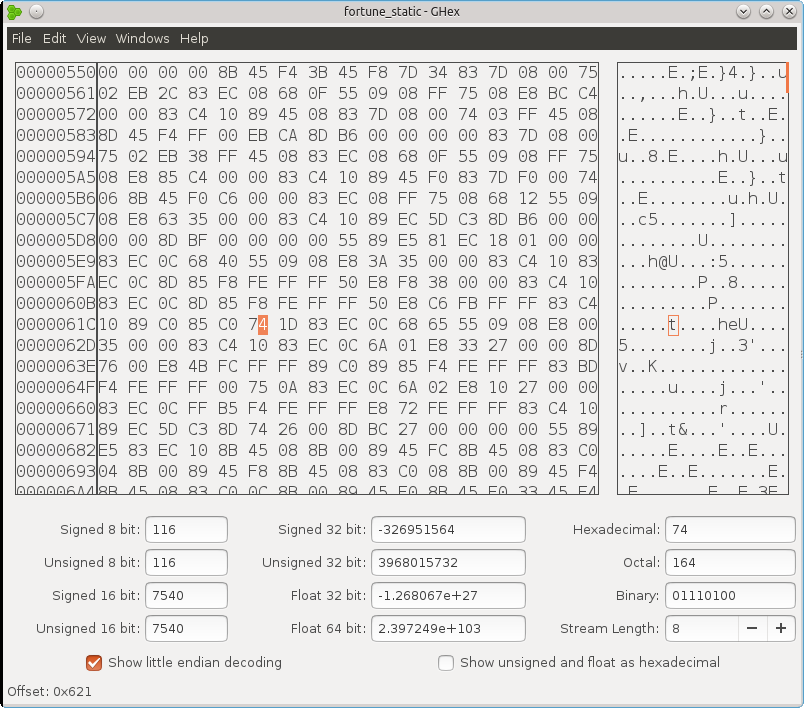 fortune_static - GHex
File Edit View Windows Help
00000550 00 00 00 00 8B 45 F4 3B 45 F8 7D 34 83 7D 08 00 75 .....E.;E.}4.}..u
00000561 02 EB 2C 83 EC 08 68 0F 55 09 08 FF 75 08 E8 BC C4 ..,...h.U...u....
00000572 00 00 83 C4 10 89 45 08 83 7D 08 00 74 03 FF 45 08 ......E..}..t..E.
00000583 8D 45 F4 FF 00 EB CA 8D B6 00 00 00 00 83 7D 08 00 .E............}..
00000594 75 02 EB 38 FF 45 08 83 EC 08 68 0F 55 09 08 FF 75 u..8.E....h.U...u
000005A5 08 E8 85 C4 00 00 83 C4 10 89 45 F0 83 7D F0 00 74 ..........E..}..t
000005B6 06 8B 45 F0 C6 00 00 83 EC 08 FF 75 08 68 12 55 09 ..E........u.h.U.
000005C7 08 E8 63 35 00 00 83 C4 10 89 EC 5D C3 8D B6 00 00 ..c5.......].....
000005D8 00 00 8D BF 00 00 00 00 55 89 E5 81 EC 18 01 00 00 ........U........
000005E9 83 EC 0C 68 40 55 09 08 E8 3A 35 00 00 83 C4 10 83 ...h@U...:5......
000005FA EC 0C 8D 85 F8 FE FF FF 50 E8 F8 38 00 00 83 C4 10 ........P..8.....
0000060B 83 EC 0C 8D 85 F8 FE FF FF 50 E8 C6 FB FF FF 83 C4 .........P.......
0000061C 10 89 C0 85 C0 74 1D 83 EC 0C 68 65 55 09 08 E8 00 .....t....heU....
0000062D 35 00 00 83 C4 10 83 EC 0C 6A 01 E8 33 27 00 00 8D 5........j..3'...
0000063E 76 00 E8 4B FC FF FF 89 C0 89 85 F4 FE FF FF 83 BD v..K.............
0000064F F4 FE FF FF 00 75 0A 83 EC 0C 6A 02 E8 10 27 00 00 .....u....j...'..
00000660 83 EC 0C FF B5 F4 FE FF FF E8 72 FE FF FF 83 C4 10 ..........r......
00000671 89 EC 5D C3 8D 74 26 00 8D BC 27 00 00 00 00 55 89 ..]..t&...'....U.
00000682 E5 83 EC 10 8B 45 08 8B 00 89 45 FC 8B 45 08 83 C0 .....E....E..E...
00000693 04 8B 00 89 45 F8 8B 45 08 83 C0 08 8B 00 89 45 F4 ....E..E.......E.
000006A4 8B 45 08 83 C0 0C 8B 00 89 45 F0 8B 45 F0 33 45 F4 .E.......E..E.3E.
Signed 8 bit: 116 Signed 32 bit: -326951564 Hexadecimal: 74
Unsigned 8 bit: 116 Unsigned 32 bit: 3968015732 Octal: 164
Signed 16 bit: 7540 Float 32 bit: -1.268067e+27 Binary: 01110100
Unsigned 16 bit: 7540 Float 64 bit: 2.397249e+103 Stream Length: 8 − +
Show little endian decoding Show unsigned and float as hexadecimal
Offset: 0x621